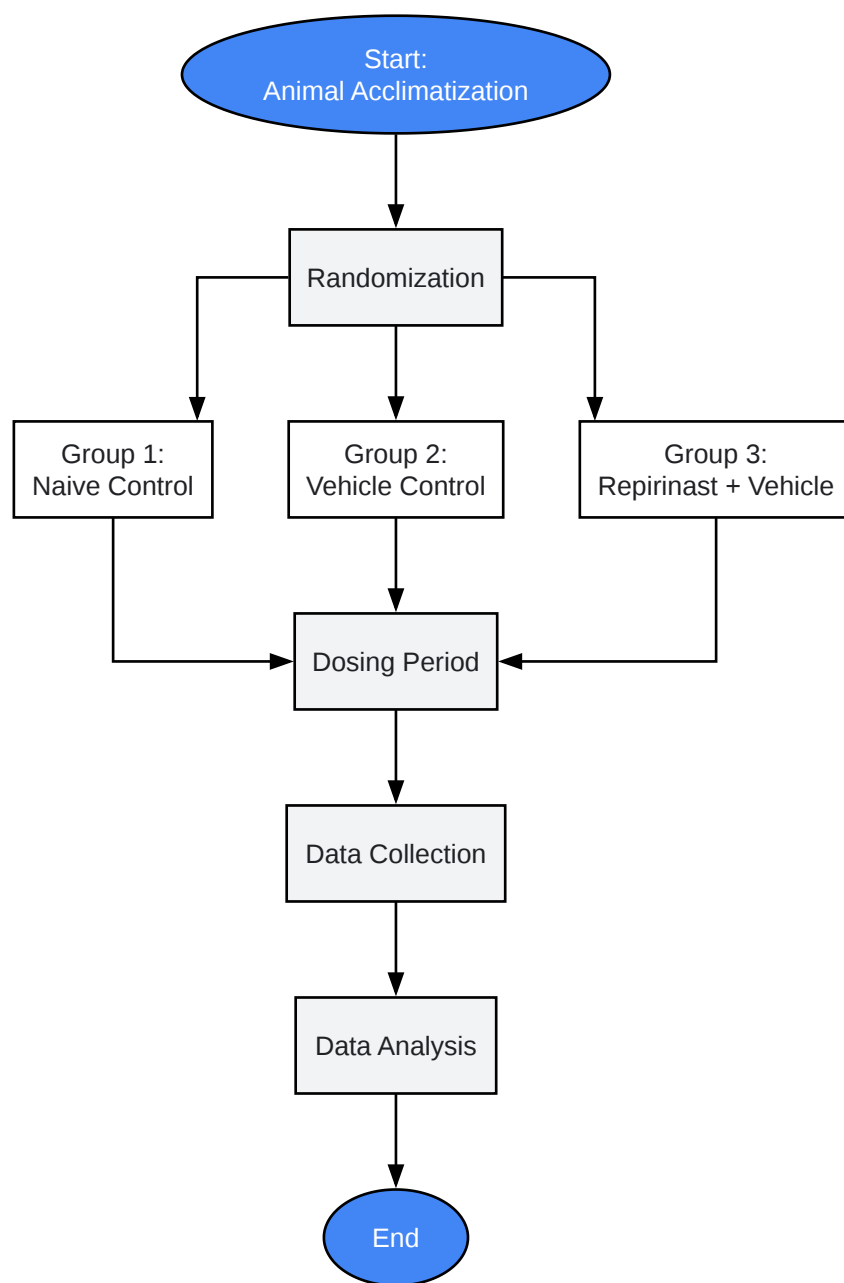 Start:
Animal Acclimatization
Randomization
Group 1:
Naive Control
Group 2:
Vehicle Control
Group 3:
Repirinast + Vehicle
Dosing Period
Data Collection
Data Analysis
End